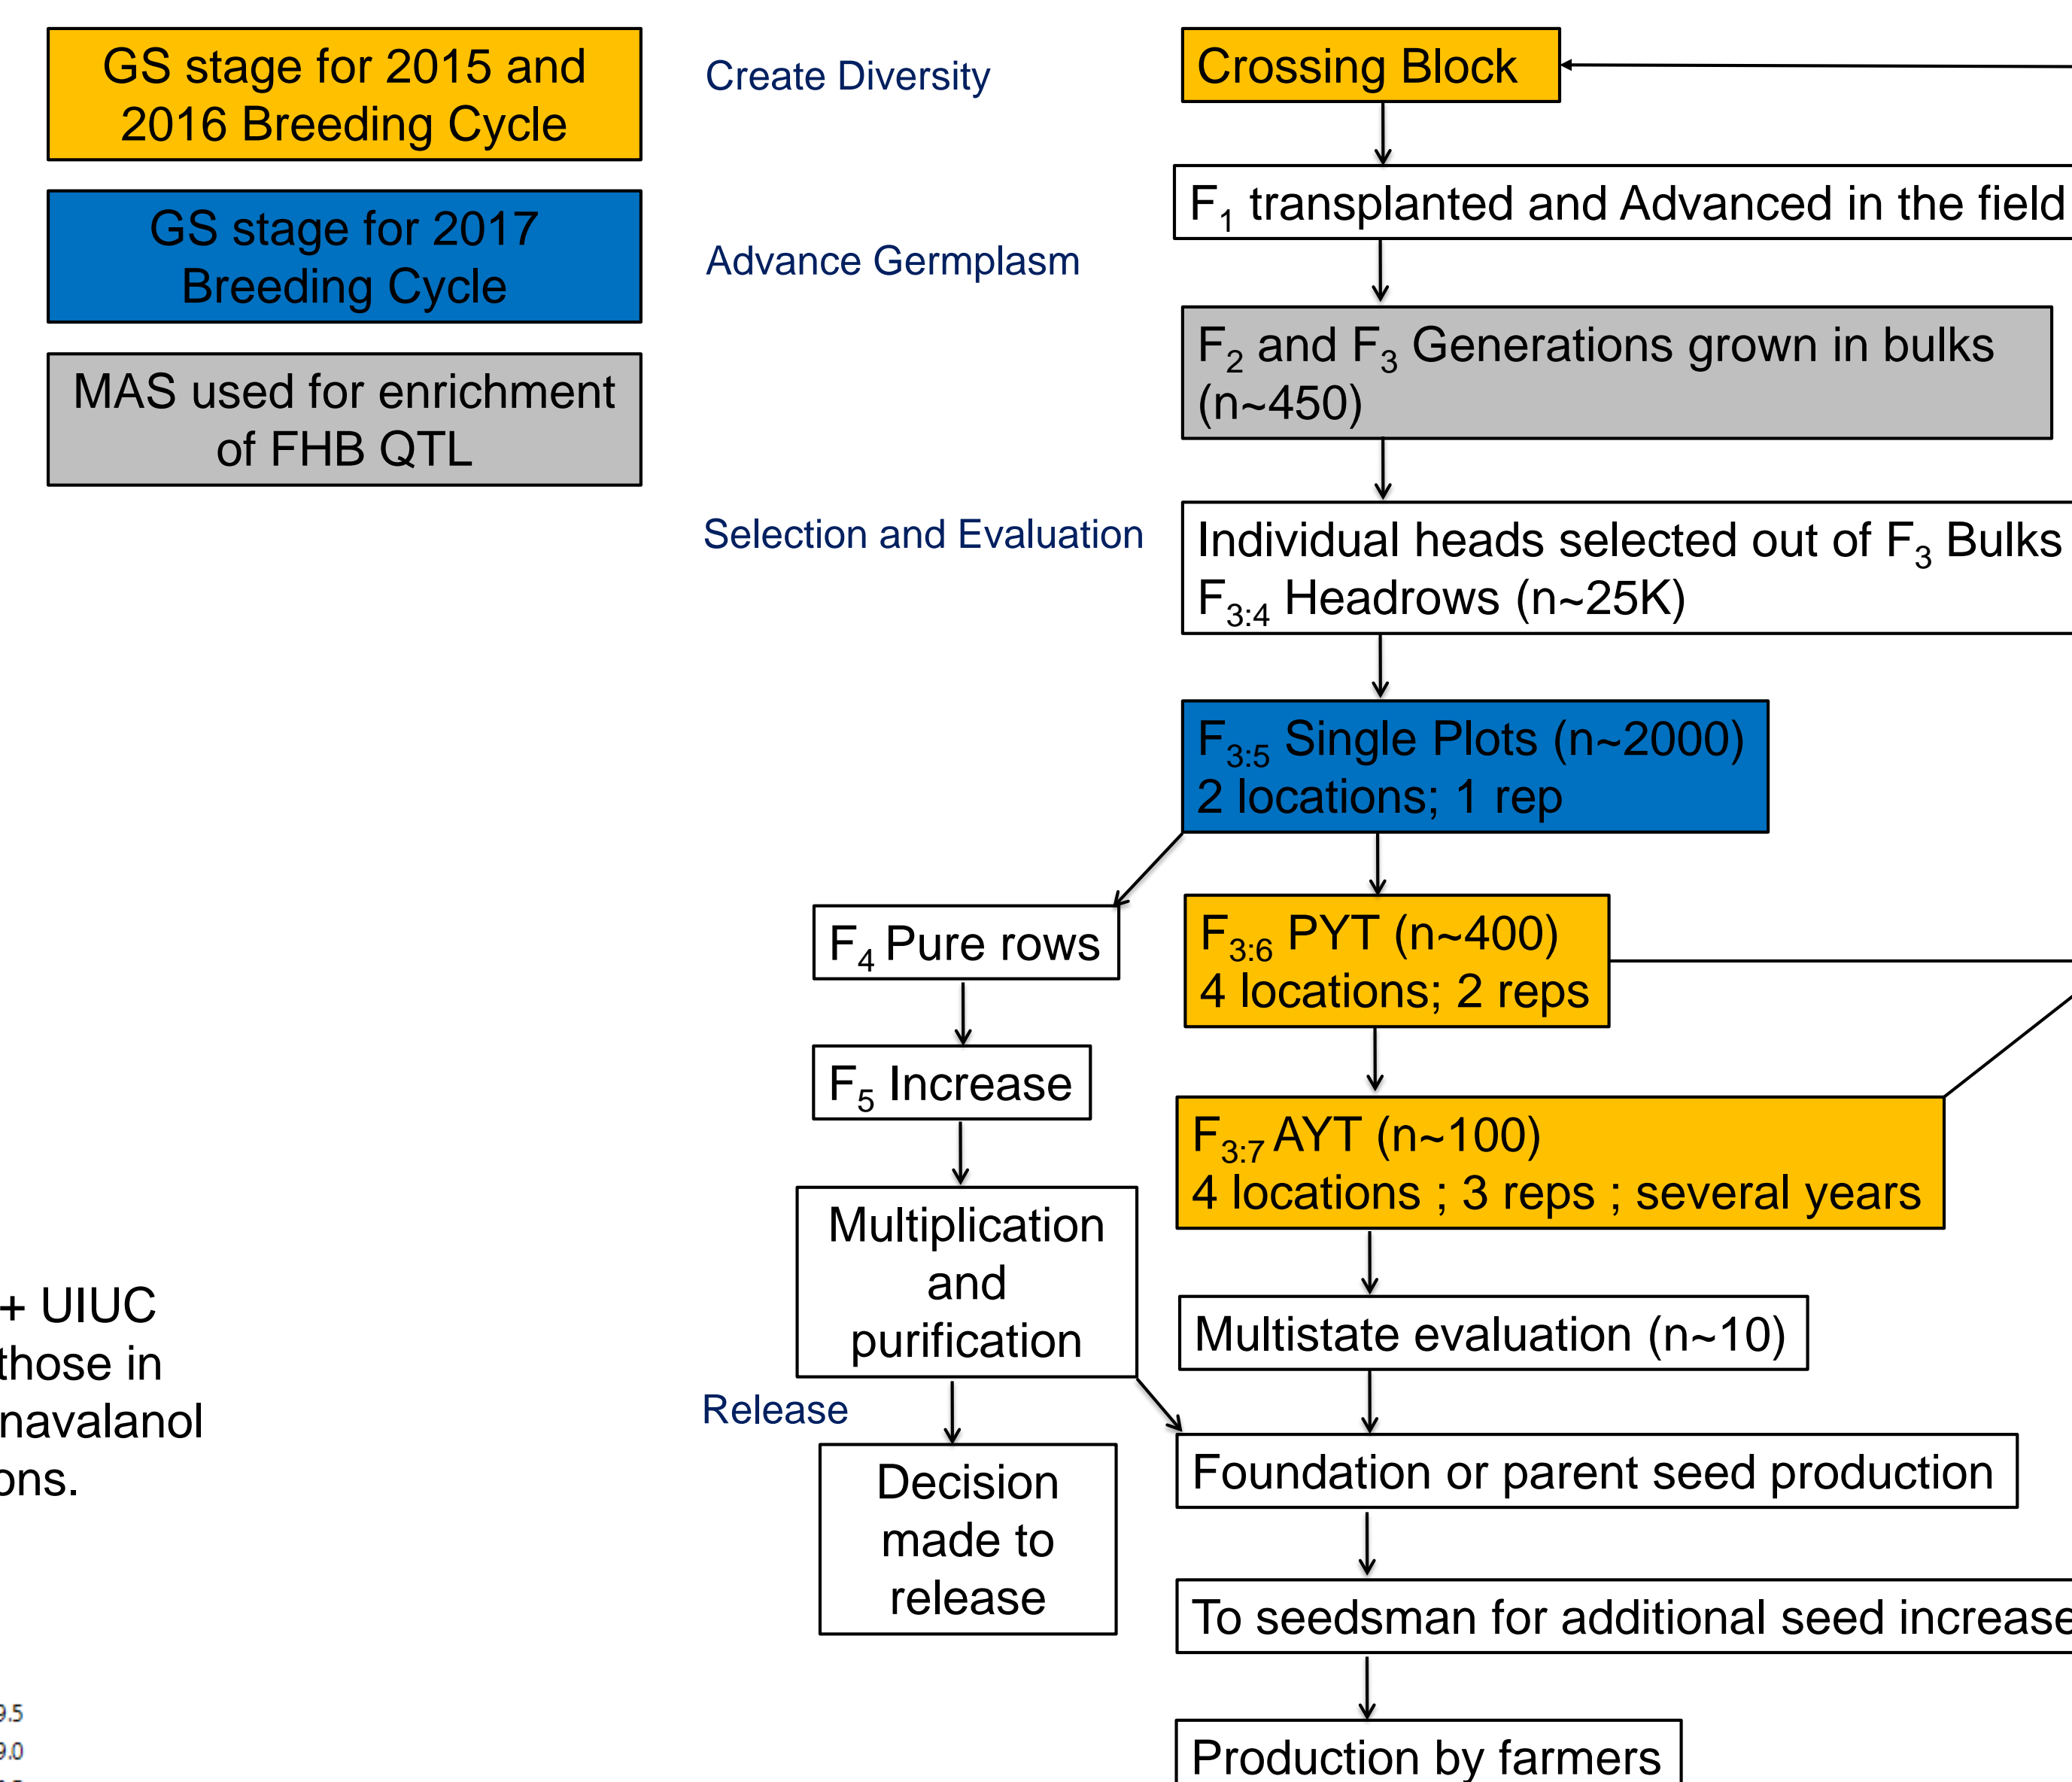 GS stage for 2015 and
2016 Breeding Cycle
GS stage for 2017
Breeding Cycle
MAS used for enrichment
of FHB QTL
+ UIUC
those in
navalanol
ons.
9.5
9.0
Create Diversity
Advance Germplasm
Selection and Evaluation
Release
Crossing Block
F1 transplanted and Advanced in the field
F2 and F3 Generations grown in bulks
(n~450)
Individual heads selected out of F3 Bulks
F3:4 Headrows (n~25K)
F3:5 Single Plots (n~2000)
2 locations; 1 rep
F4 Pure rows
F5 Increase
Multiplication
and
purification
Decision
made to
release
F3:6 PYT (n~400)
4 locations; 2 reps
F3:7 AYT (n~100)
4 locations ; 3 reps ; several years
Multistate evaluation (n~10)
Foundation or parent seed production
To seedsman for additional seed increase
Production by farmers